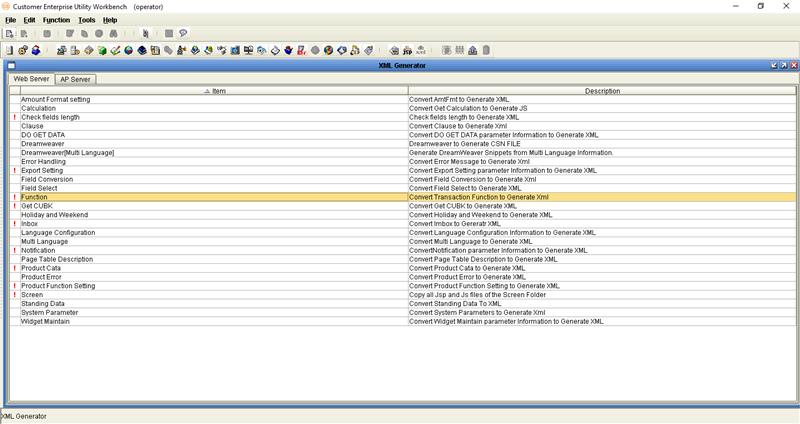 Customer Enterprise Utility Workbench (operator)
File Edit Function Tools Help
XML Generator
Web Server AP Server
Item Description
Amount Format setting Convert AmtFmt to Generate XML
Calculation Convert Get Calculation to Generate JS
! Check fields length Check fields length to Generate XML
Clause Convert Clause to Generate Xml
DO GET DATA Convert DO GET DATA parameter Information to Generate XML
Dreamweaver Dreamweaver to Generate CSN FILE
Dreamweaver[Multi Language] Generate DreamWeaver Snippets from Multi Language Information.
Error Handling Convert Error Message to Generate Xml
! Export Setting Convert Export Setting parameter Information to Generate XML
Field Conversion Convert Field Conversion to Generate Xml
Field Select Convert Field Select to Generate XML
! Function Convert Transaction Function to Generate Xml
! Get CUBK Convert Get CUBK to Generate XML
Holiday and Weekend Convert Holiday and Weekend to Generate XML
! Inbox Convert Imbox to Gereratr XML
Language Configuration Convert Language Configuration Information to Generate XML
Multi Language Convert Multi Language to Generate XML
! Notification ConvertNotification parameter Information to Generate XML
Page Table Description Convert Page Table Description to Generate XML
! Product Cata Convert Product Cata to Generate XML
Product Error Convert Product Error to Generate XML
! Product Function Setting Convert Product Function Setting to Generate XML
! Screen Copy all Jsp and Js files of the Screen Folder
Standing Data Convert Standing Data To XML
System Parameter Convert System Parameters to Generate Xml
Widget Maintain Convert Widget Maintain parameter Information to Generate XML
XML Generator